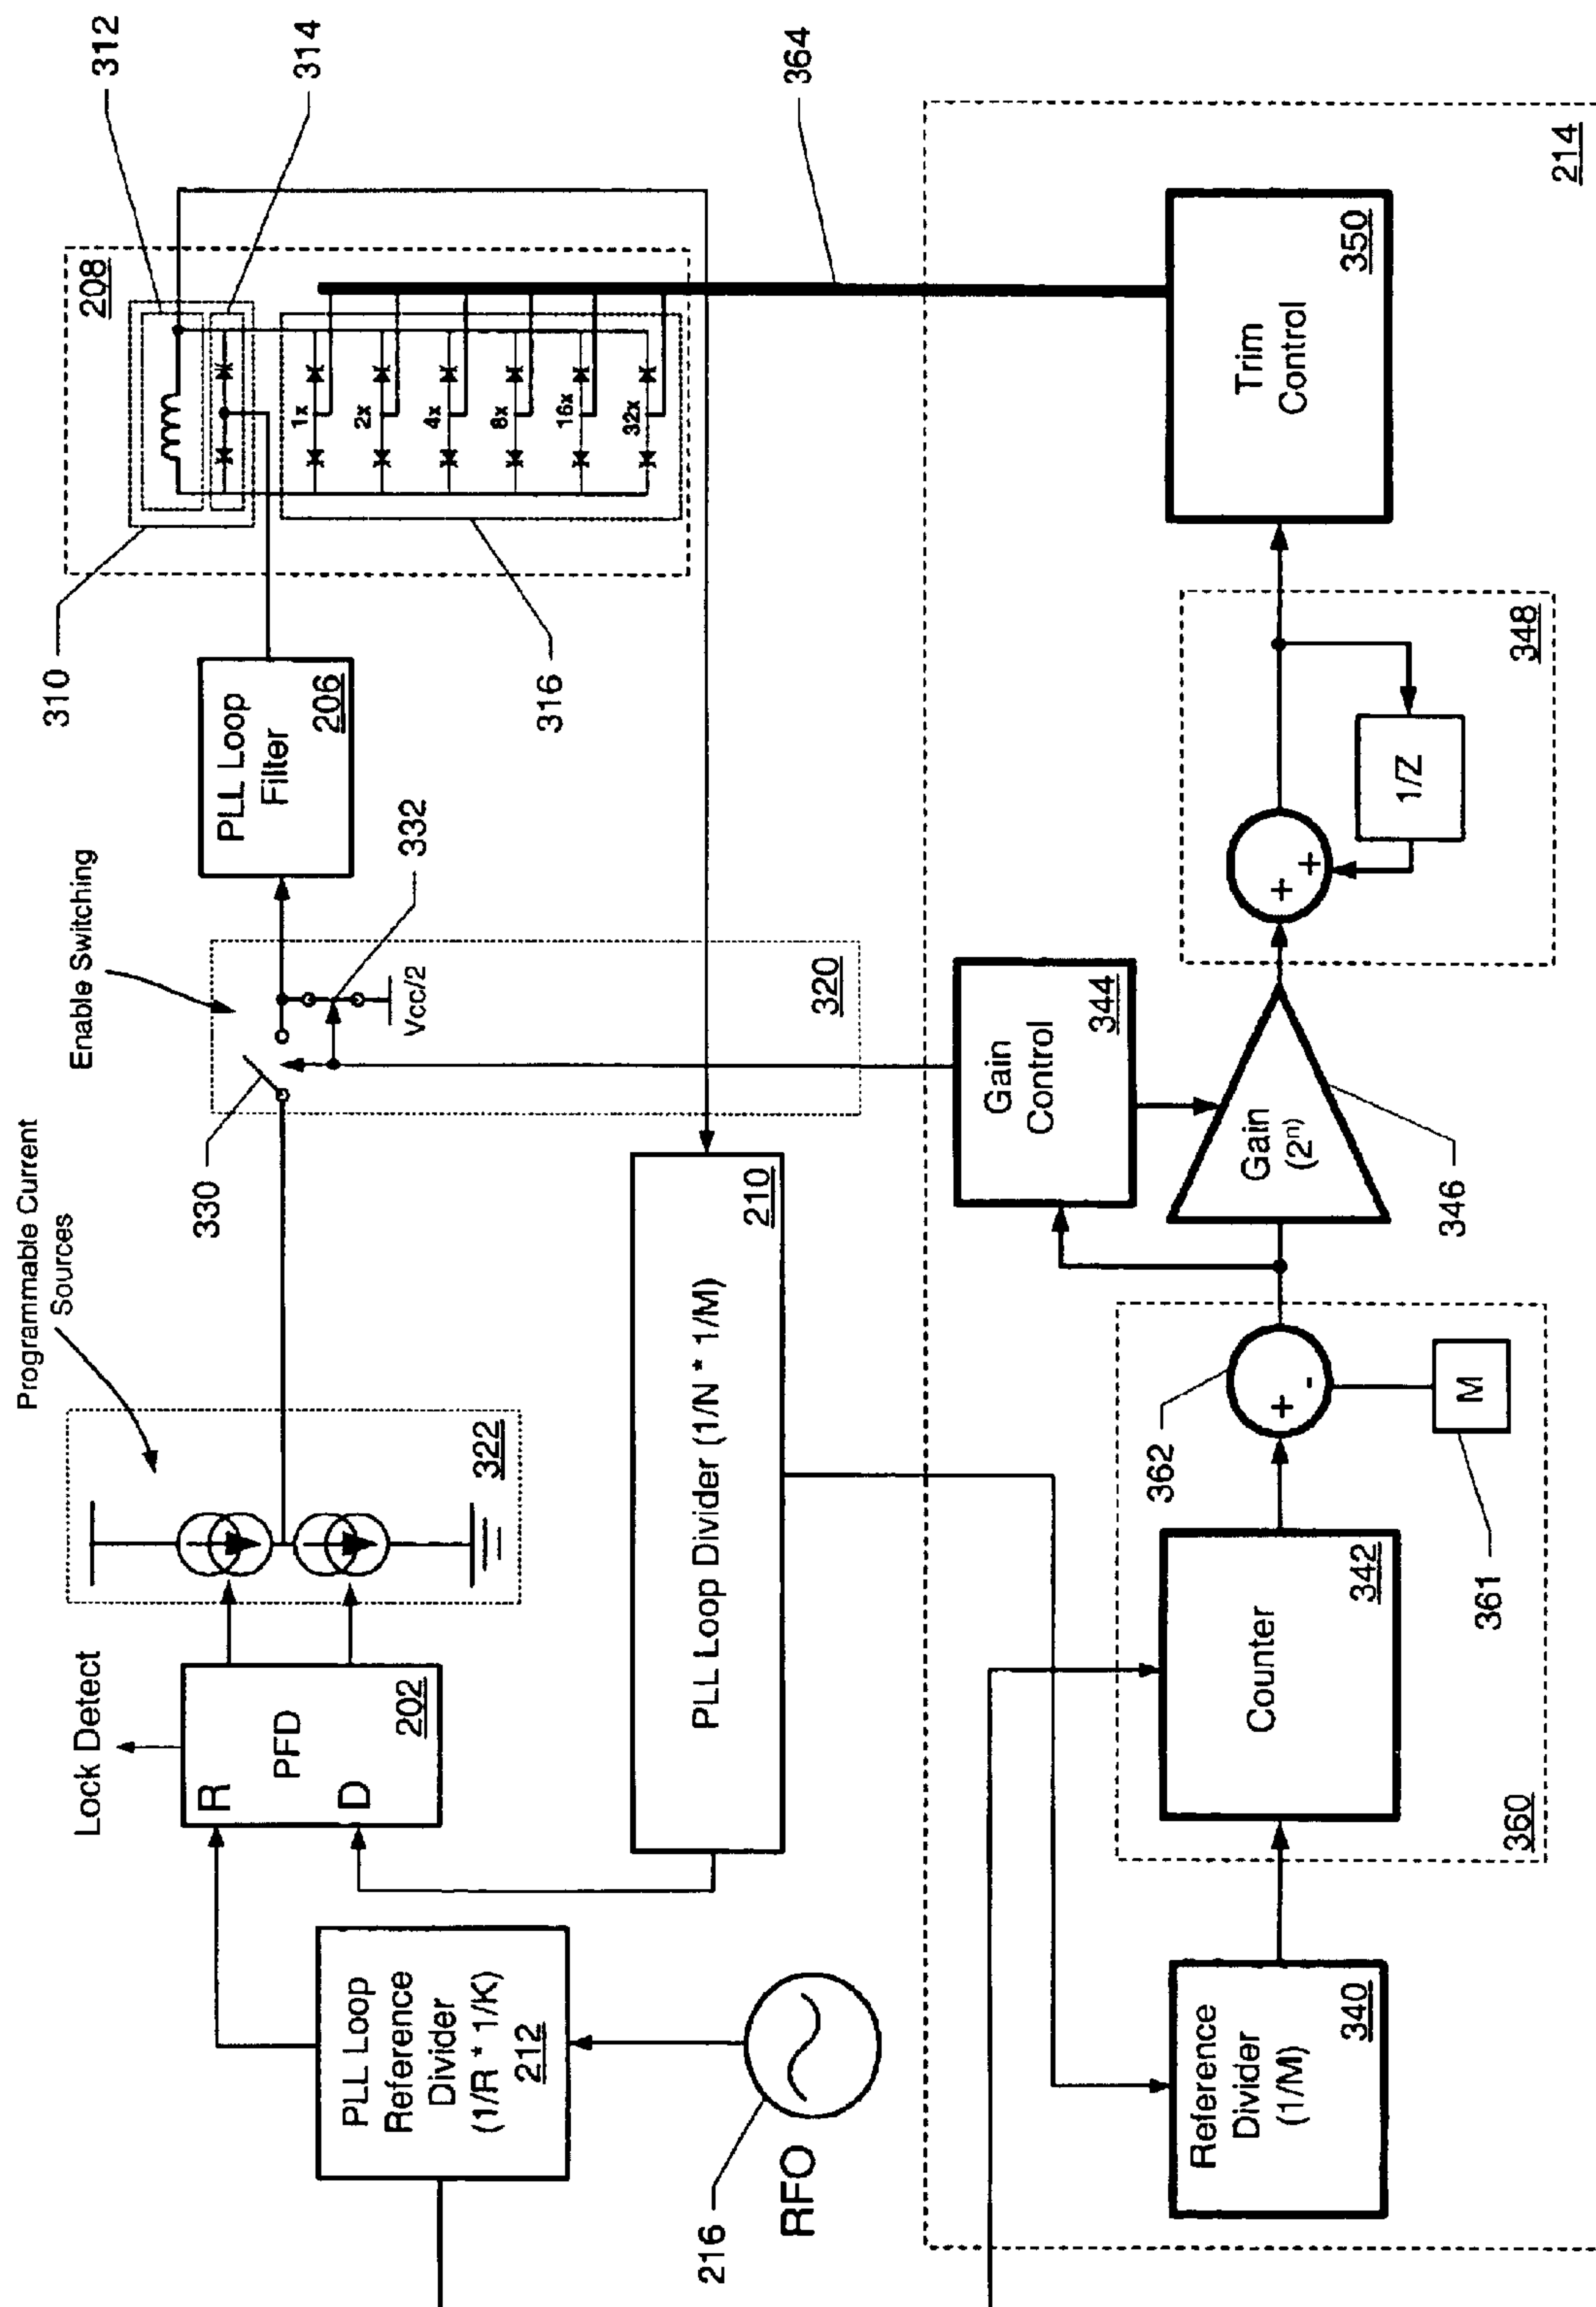 Programmable Current
Sources
Enable Switching
Lock Detect
R
PFD
D
202
322
330
332
Vcc/2
320
PLL Loop
Filter
206
310
312
314
316
208
1x
2x
4x
8x
16x
32x
364
PLL Loop
Reference
Divider
(1/R * 1/K)
212
216
RFO
PLL Loop Divider (1/N * 1/M)
210
Reference
Divider
(1/M)
340
Counter
342
360
362
+
-
M
361
Gain
Control
344
Gain
(2ⁿ)
346
+
+
1/Z
348
Trim
Control
350
214